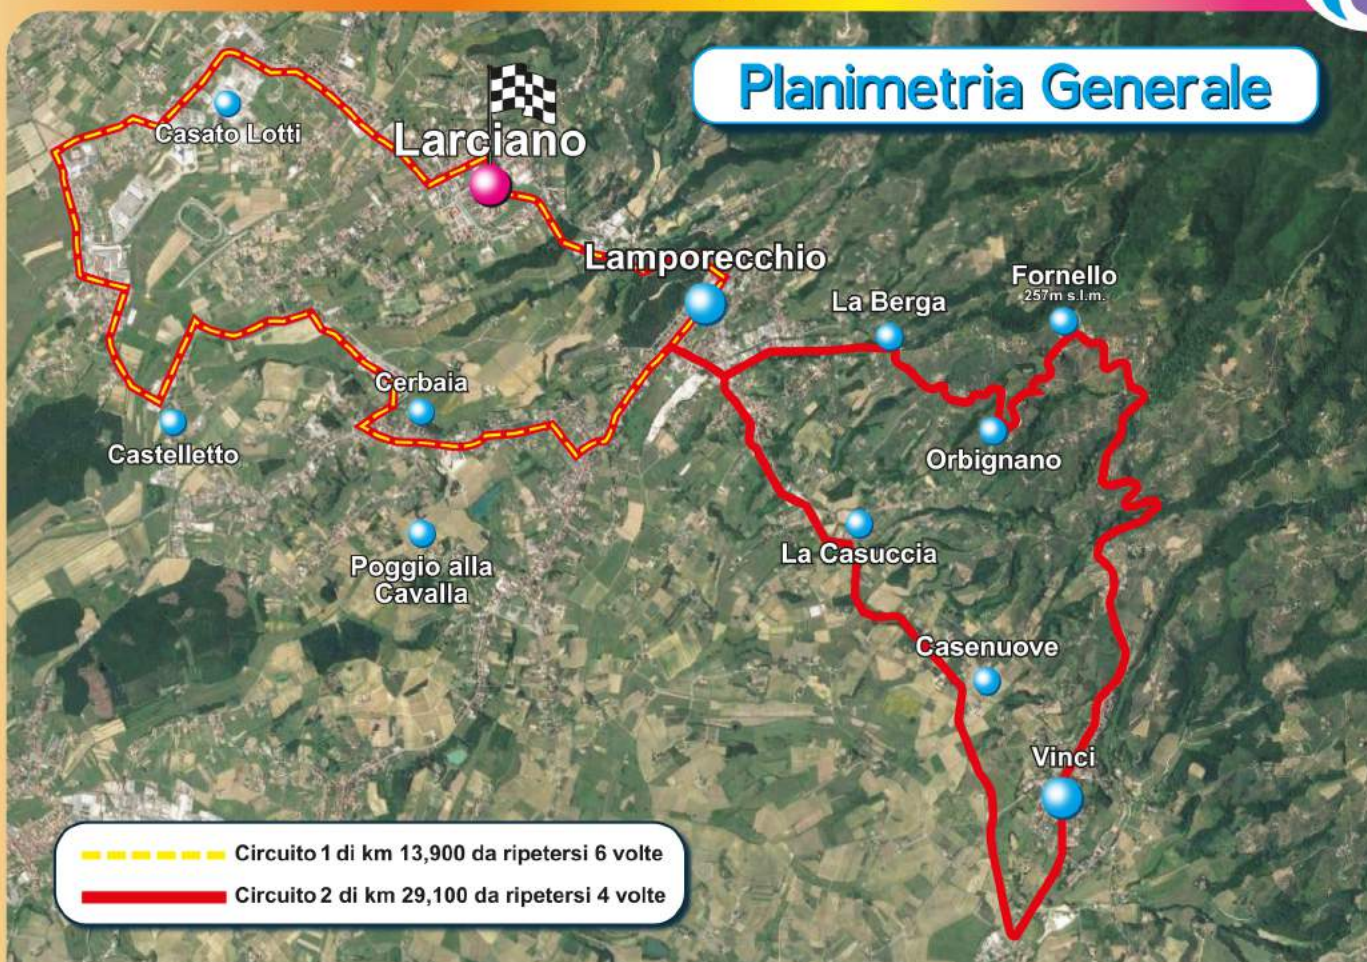 Planimetria Generale
Casato Lotti
Larciano
Lamporecchio
Fornello
257m s.l.m.
La Berga
Cerbaia
Castelletto
Orbignano
Poggio alla
Cavalla
La Casuccia
Casenuove
Vinci
Circuito 1 di km 13,900 da ripetersi 6 volte
Circuito 2 di km 29,100 da ripetersi 4 volte